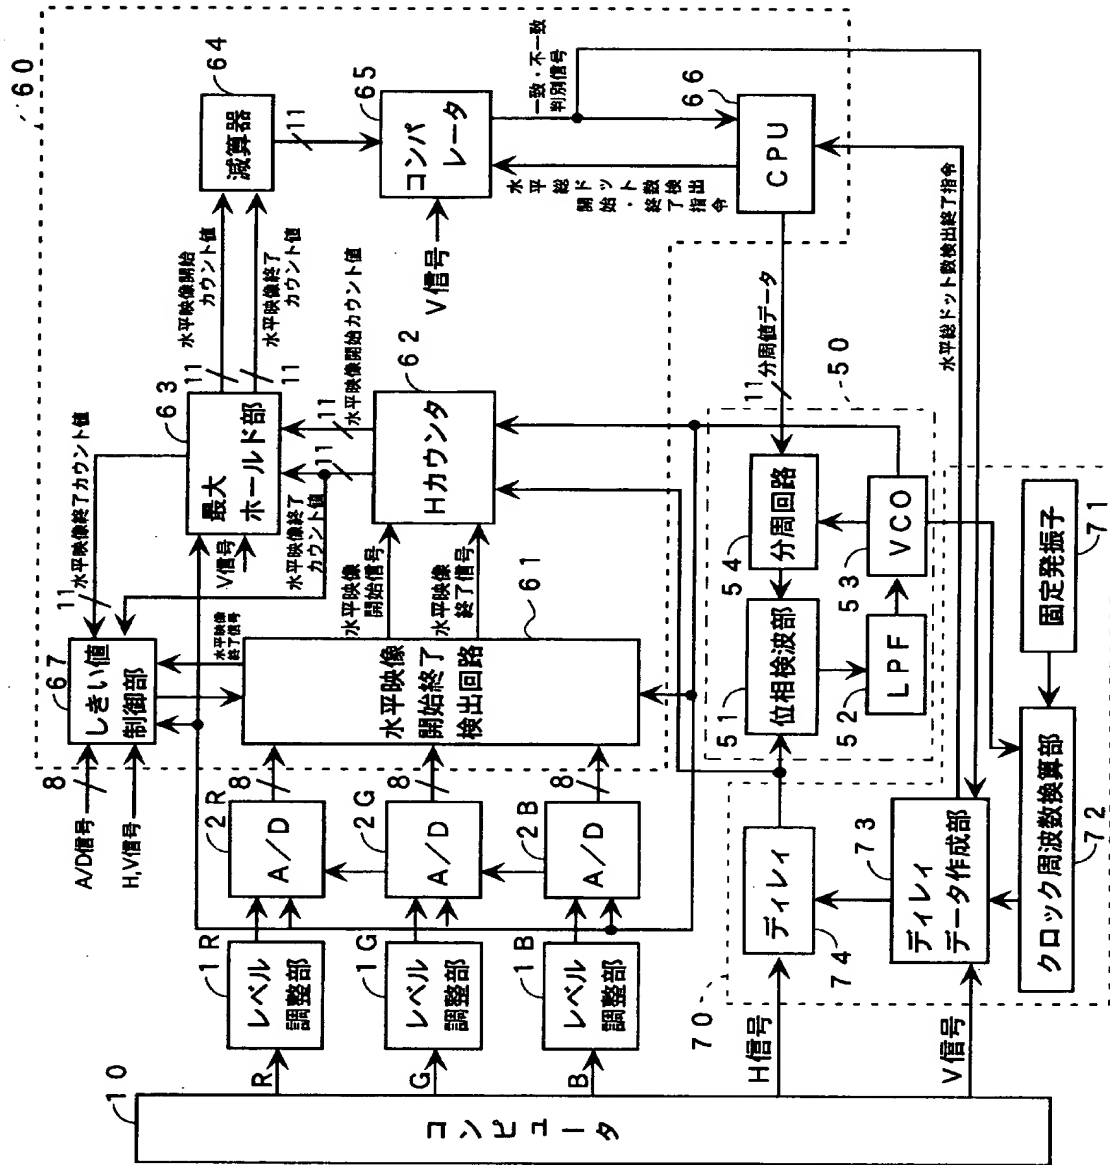 60
10
コンピュータ
R
G
B
H信号
V信号
1R
レベル
調整部
1G
レベル
調整部
1B
レベル
調整部
2R
A/D
2G
A/D
2B
A/D
8
8
8
A/D信号
8
H,V信号
67
しきい値
制御部
水平映像
終了信号
11
水平映像終了カウント値
61
水平映像
開始終了
検出回路
水平映像
開始信号
水平映像
終了信号
V信号
63
最大
ホールド部
水平映像終了
カウント値
11
11
水平映像開始カウント値
62
Hカウンタ
11
水平映像開始
カウント値
11
水平映像終了
カウント値
64
減算器
11
65
コンパ
レータ
V信号
一致・不一致
判別信号
水平総ドット数検出
開始・終了指令
66
CPU
11
分周値データ
50
51
位相検波部
52
LPF
53
VCO
54
分周回路
70
74
ディレイ
73
ディレイ
データ作成部
72
クロック周波数換算部
71
固定発振子
水平総ドット数検出終了指令